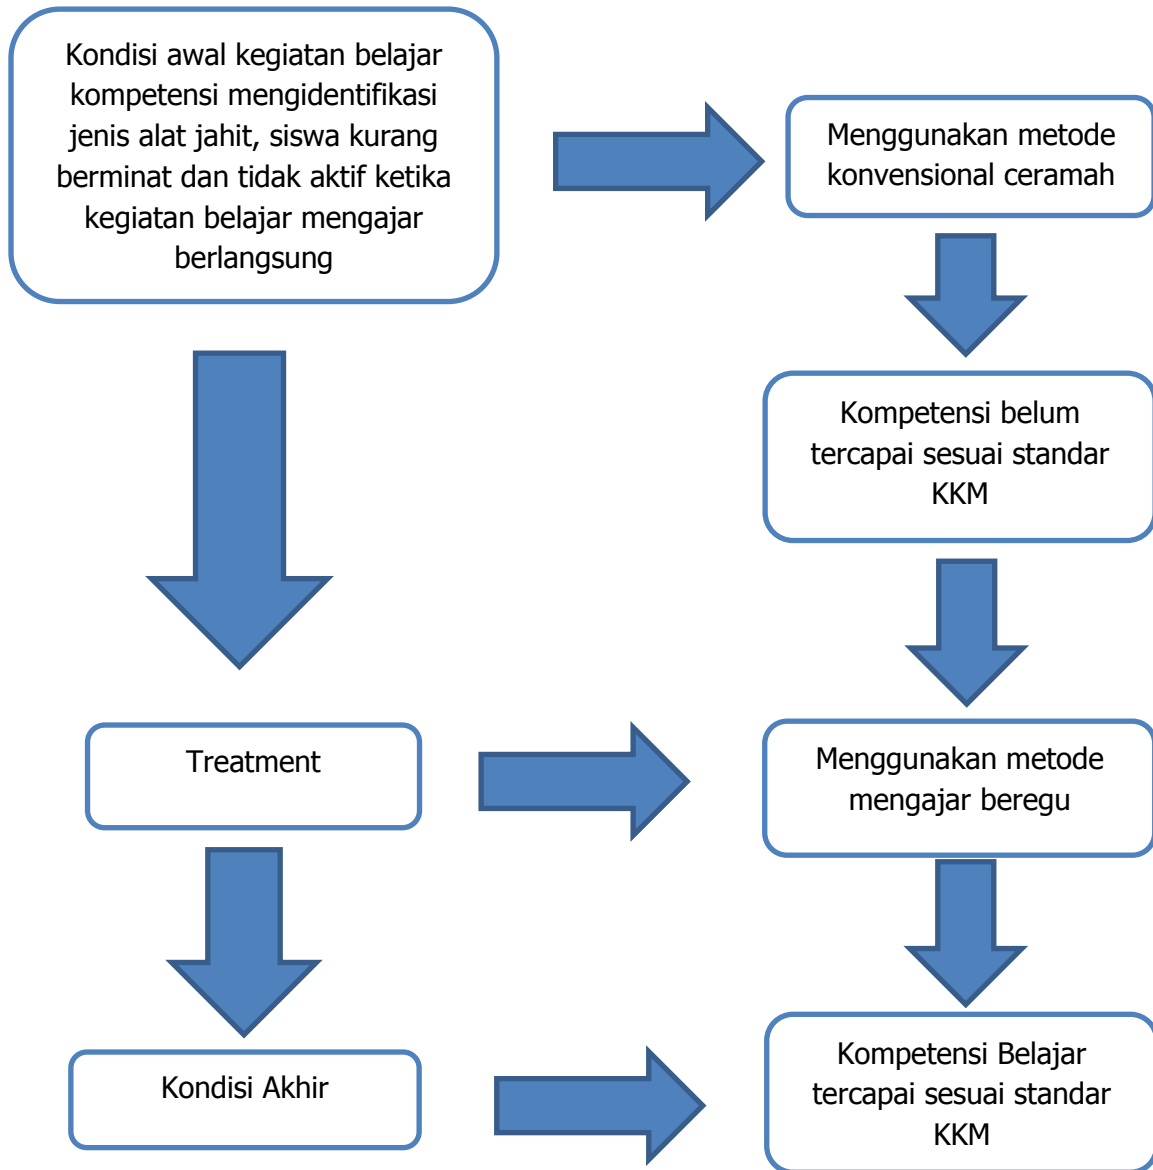 Kondisi awal kegiatan belajar
kompetensi mengidentifikasi
jenis alat jahit, siswa kurang
berminat dan tidak aktif ketika
kegiatan belajar mengajar
berlangsung
Menggunakan metode
konvensional ceramah
Kompetensi belum
tercapai sesuai standar
KKM
Treatment
Menggunakan metode
mengajar beregu
Kondisi Akhir
Kompetensi Belajar
tercapai sesuai standar
KKM